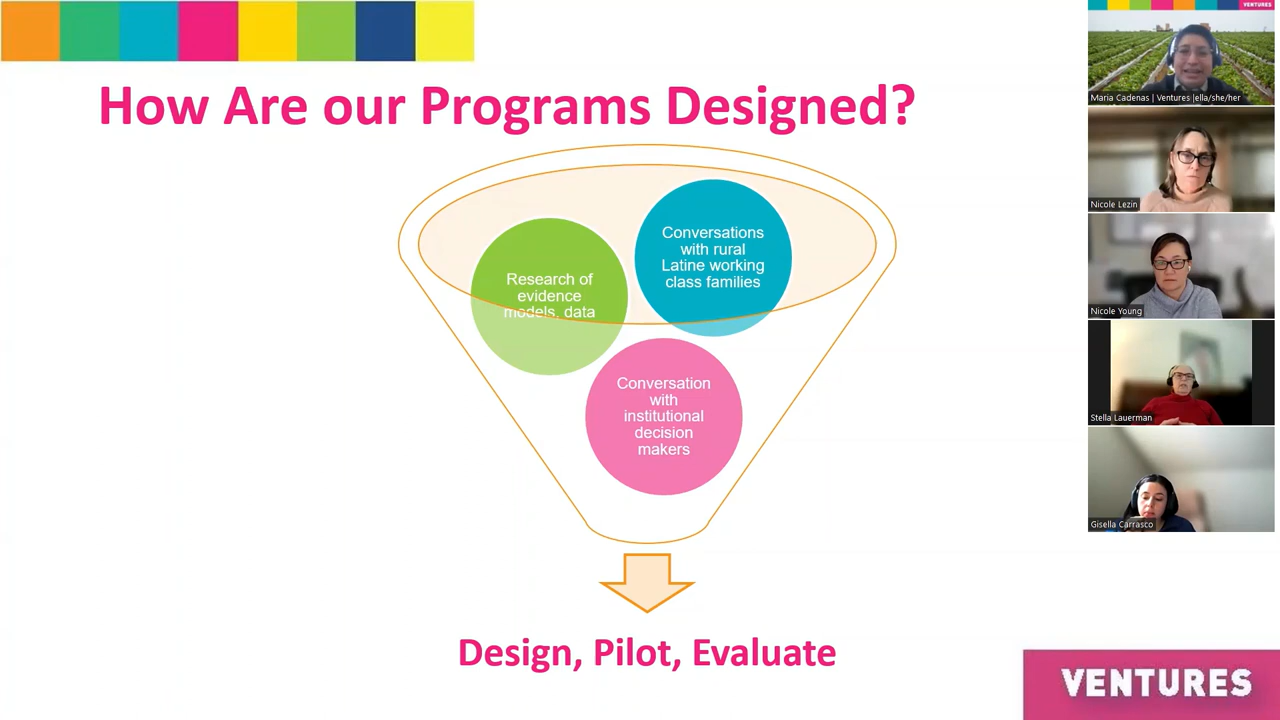 How Are our Programs Designed?
Research of
evidence
models, data
Conversations
with rural
Latine working
class families
Conversation
with
institutional
decision
makers
Design, Pilot, Evaluate
VENTURES
VENTURES
Maria Cadenas | Ventures |ella/she/her
Nicole Lezin
Nicole Young
Stella Lauerman
Gisella Carrasco